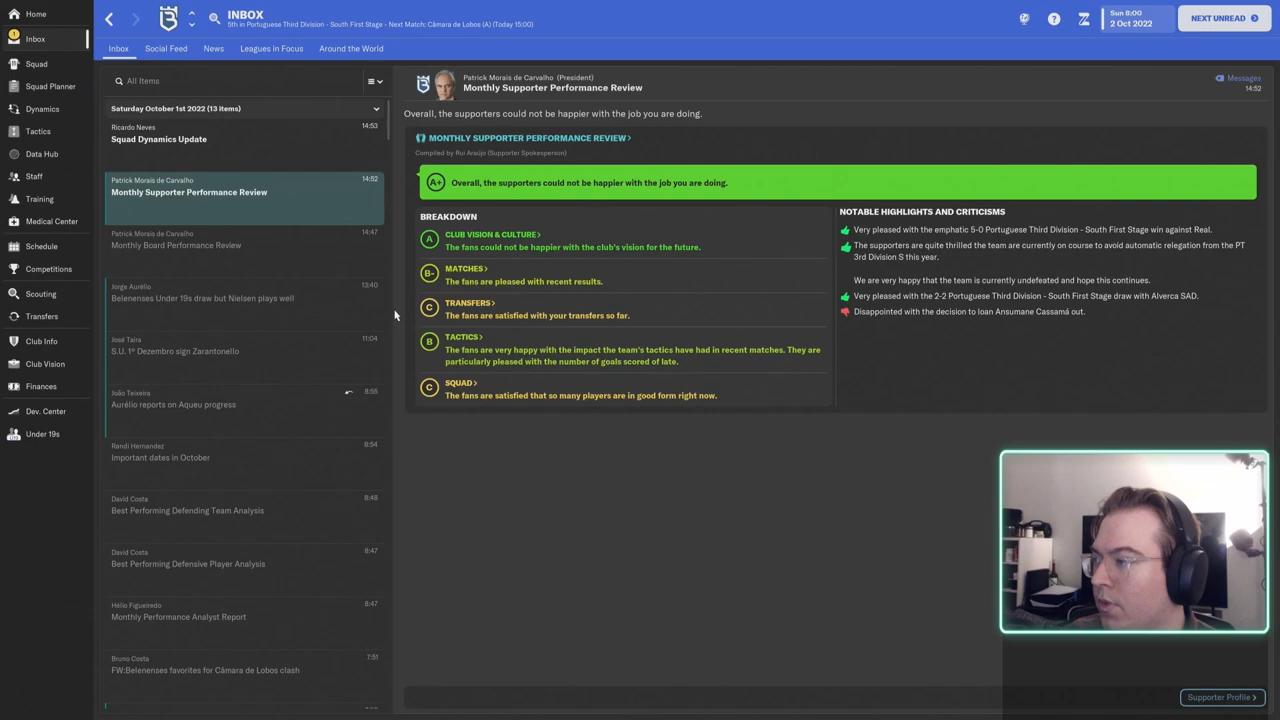 Home
Inbox
Squad
Squad Planner
Dynamics
Tactics
Data Hub
Staff
Training
Medical Center
Schedule
Competitions
Scouting
Transfers
Club Info
Club Vision
Finances
Dev. Center
Under 19s
INBOX
5th in Portuguese Third Division - South First Stage - Next Match: Câmara de Lobos (A) (Today 15:00)
Sun 8:00
2 Oct 2022
NEXT UNREAD
Inbox
Social Feed
News
Leagues in Focus
Around the World
All Items
Saturday October 1st 2022 (13 items)
Ricardo Neves
14:53
Squad Dynamics Update
Patrick Morais de Carvalho
14:52
Monthly Supporter Performance Review
Patrick Morais de Carvalho
14:47
Monthly Board Performance Review
Jorge Aurélio
13:40
Belenenses Under 19s draw but Nielsen plays well
José Taira
11:04
S.U. 1º Dezembro sign Zarantonello
João Teixeira
8:55
Aurélio reports on Aqueu progress
Randi Hernandez
8:54
Important dates in October
David Costa
8:48
Best Performing Defending Team Analysis
David Costa
8:47
Best Performing Defensive Player Analysis
Hélio Figueiredo
8:47
Monthly Performance Analyst Report
Bruno Costa
7:51
FW:Belenenses favorites for Câmara de Lobos clash
Patrick Morais de Carvalho (President)
Monthly Supporter Performance Review
Messages
14:52
Overall, the supporters could not be happier with the job you are doing.
MONTHLY SUPPORTER PERFORMANCE REVIEW >
Compiled by Rui Araújo (Supporter Spokesperson)
A+ Overall, the supporters could not be happier with the job you are doing.
BREAKDOWN
A
CLUB VISION & CULTURE >
The fans could not be happier with the club's vision for the future.
B-
MATCHES >
The fans are pleased with recent results.
C
TRANSFERS >
The fans are satisfied with your transfers so far.
B
TACTICS >
The fans are very happy with the impact the team's tactics have had in recent matches. They are
particularly pleased with the number of goals scored of late.
C
SQUAD >
The fans are satisfied that so many players are in good form right now.
NOTABLE HIGHLIGHTS AND CRITICISMS
Very pleased with the emphatic 5-0 Portuguese Third Division - South First Stage win against Real.
The supporters are quite thrilled the team are currently on course to avoid automatic relegation from the PT
3rd Division S this year.
We are very happy that the team is currently undefeated and hope this continues.
Very pleased with the 2-2 Portuguese Third Division - South First Stage draw with Alverca SAD.
Disappointed with the decision to loan Ansumane Cassamá out.
Supporter Profile >